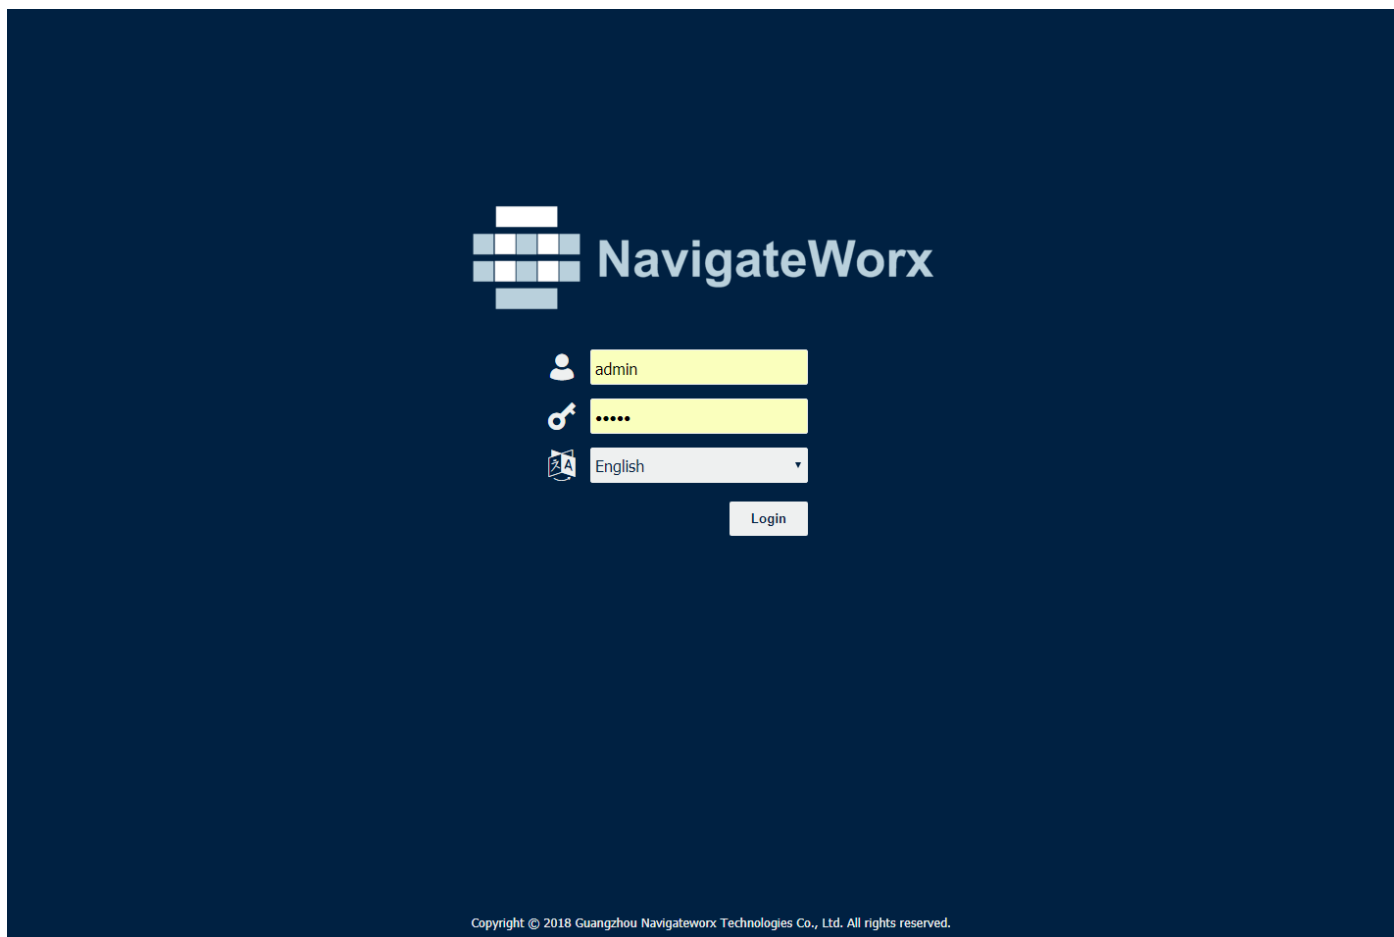 NavigateWorx
admin
•••••
English
Login
Copyright © 2018 Guangzhou Navigateworx Technologies Co., Ltd. All rights reserved.